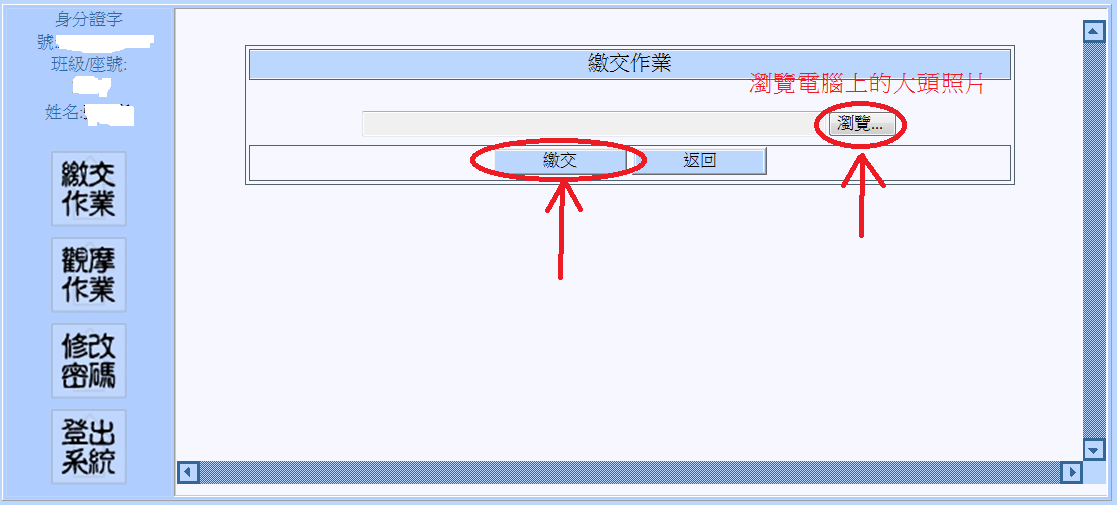 身分證字
號:
班級/座號:
姓名:
繳交
作業
觀摩
作業
修改
密碼
登出
系統
繳交作業
瀏覽電腦上的大頭照片
瀏覽...
繳交
返回